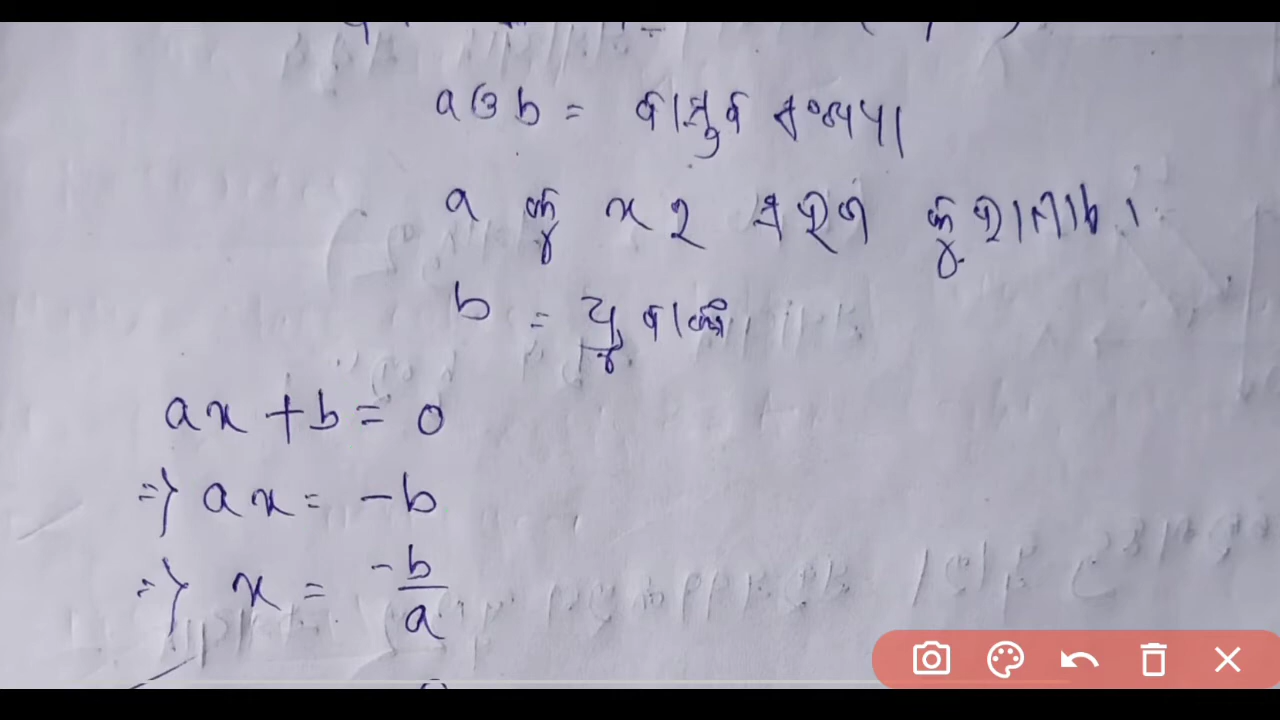 a ଓ b = ବାସ୍ତବ ସଂଖ୍ୟା
a କୁ x ର ସହଗ କୁହାଯାଏ ।
b = ଧ୍ରୁବାଙ୍କ
ax + b = 0
=> ax = -b
=> x = -b/a